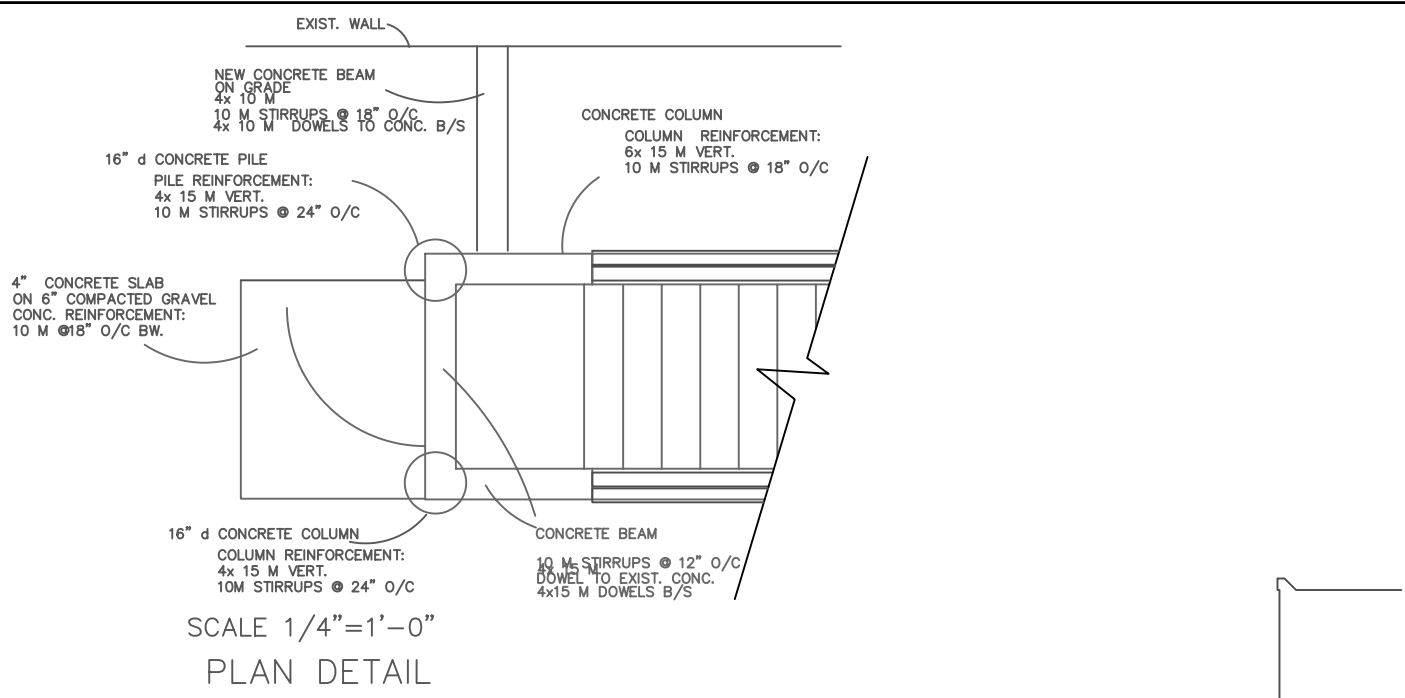 EXIST. WALL
NEW CONCRETE BEAM
ON GRADE
4x 10 M
10 M STIRRUPS @ 18" O/C
4x 10 M DOWELS TO CONC. B/S
CONCRETE COLUMN
COLUMN REINFORCEMENT:
6x 15 M VERT.
10 M STIRRUPS @ 18" O/C
16" d CONCRETE PILE
PILE REINFORCEMENT:
4x 15 M VERT.
10 M STIRRUPS @ 24" O/C
4" CONCRETE SLAB
ON 6" COMPACTED GRAVEL
CONC. REINFORCEMENT:
10 M @18" O/C BW.
16" d CONCRETE COLUMN
COLUMN REINFORCEMENT:
4x 15 M VERT.
10M STIRRUPS @ 24" O/C
CONCRETE BEAM
10 M STIRRUPS @ 12" O/C
4x 15 M
DOWEL TO EXIST. CONC.
4x15 M DOWELS B/S
SCALE 1/4"=1'-0"
PLAN DETAIL